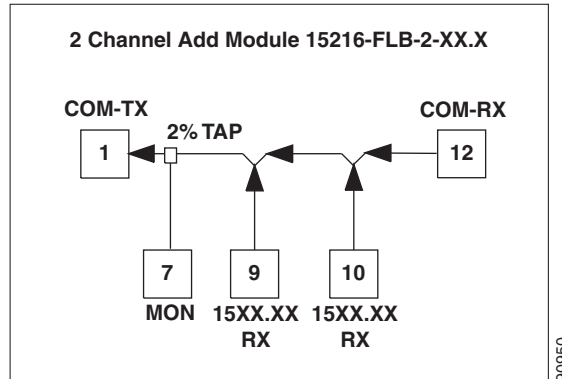 2 Channel Add Module 15216-FLB-2-XX.X
COM-TX
COM-RX
2% TAP
1
12
7
9
10
MON
15XX.XX
RX
15XX.XX
RX